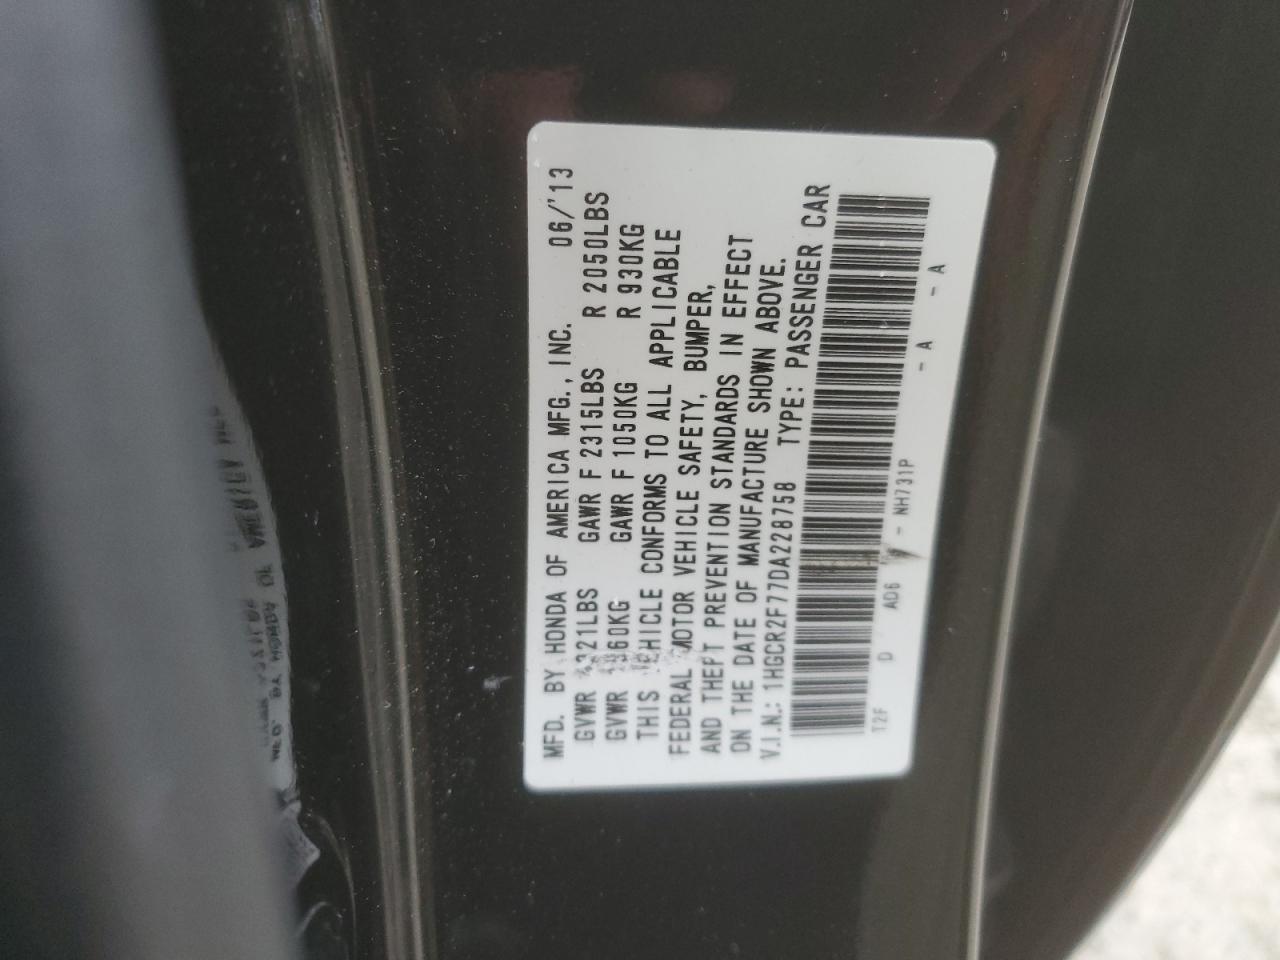 MFD. BY HONDA OF AMERICA MFG., INC. 06/'13
GVWR GAWR F 2315LBS R 2050LBS
GVWR GAWR F 1050KG R 930KG
THIS VEHICLE CONFORMS TO ALL APPLICABLE
FEDERAL MOTOR VEHICLE SAFETY, BUMPER,
AND THEFT PREVENTION STANDARDS IN EFFECT
ON THE DATE OF MANUFACTURE SHOWN ABOVE.
V.I.N.: 1HGCR2F77DA228758 TYPE: PASSENGER CAR
T2F D AD6 - NH731P - A - A